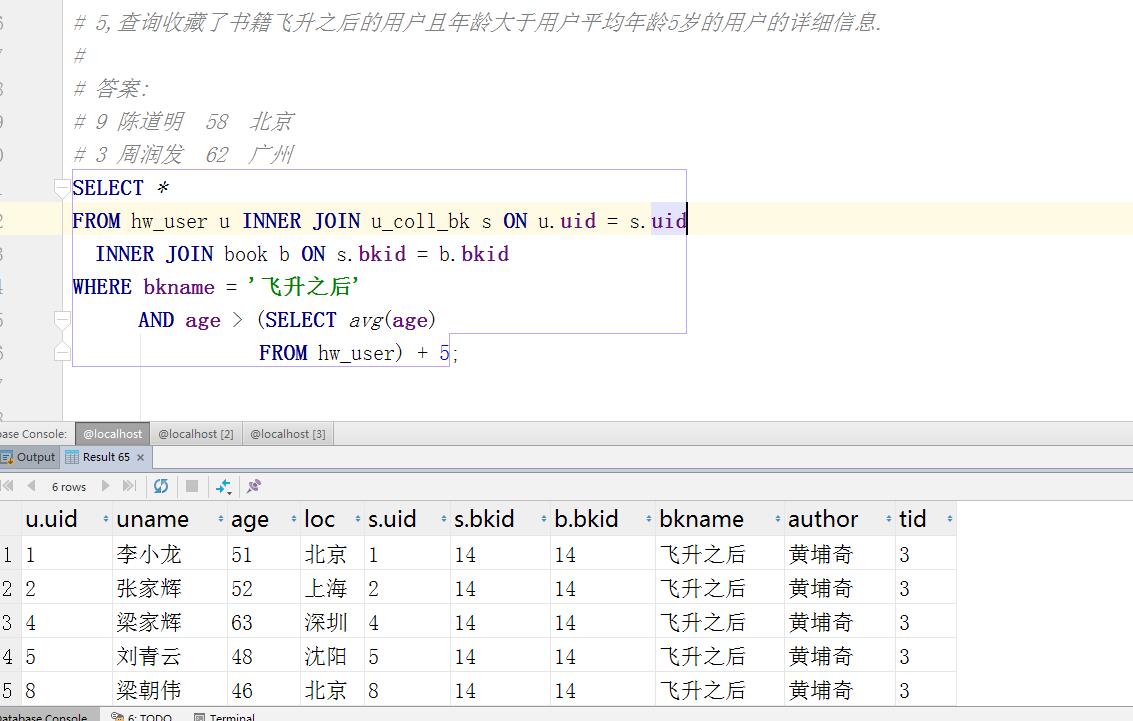 # 5,查询收藏了书籍飞升之后的用户且年龄大于用户平均年龄5岁的用户的详细信息.
#
# 答案:
# 9 陈道明 58 北京
# 3 周润发 62 广州
SELECT *
FROM hw_user u INNER JOIN u_coll_bk s ON u.uid = s.uid
INNER JOIN book b ON s.bkid = b.bkid
WHERE bkname = '飞升之后'
AND age > (SELECT avg(age)
FROM hw_user) + 5;
base Console: @localhost @localhost [2] @localhost [3]
Output Result 65 ×
6 rows
u.uid uname age loc s.uid s.bkid b.bkid bkname author tid
1 1 李小龙 51 北京 1 14 14 飞升之后 黄埔奇 3
2 2 张家辉 52 上海 2 14 14 飞升之后 黄埔奇 3
3 4 梁家辉 63 深圳 4 14 14 飞升之后 黄埔奇 3
4 5 刘青云 48 沈阳 5 14 14 飞升之后 黄埔奇 3
5 8 梁朝伟 46 北京 8 14 14 飞升之后 黄埔奇 3
Database Console 6: TODO Terminal